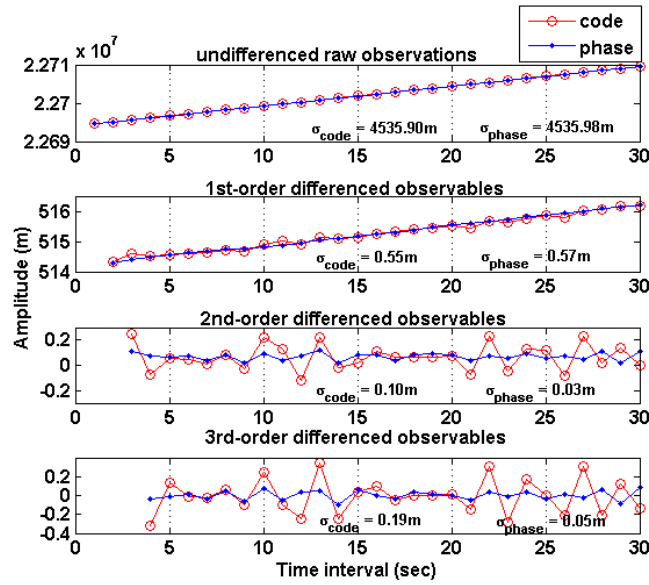 code
phase
x 10^7
undifferenced raw observations
2.271
2.27
2.269
σcode = 4535.90m
σphase = 4535.98m
5 10 15 20 25 30
1st-order differenced observables
516
515
514
σcode = 0.55m
σphase = 0.57m
5 10 15 20 25 30
Amplitude (m)
2nd-order differenced observables
0.2
0
-0.2
σcode = 0.10m
σphase = 0.03m
0 5 10 15 20 25 30
3rd-order differenced observables
0.2
0
-0.2
-0.4
σcode = 0.19m
σphase = 0.05m
0 5 10 15 20 25 30
Time interval (sec)